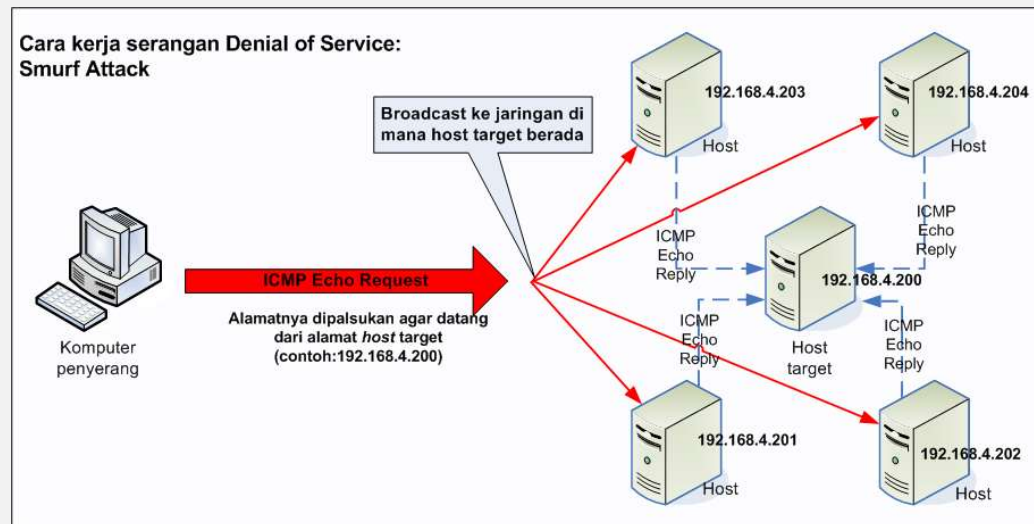 Cara kerja serangan Denial of Service:
Smurf Attack
Broadcast ke jaringan di
mana host target berada
192.168.4.203
Host
192.168.4.204
Host
ICMP
Echo
Reply
ICMP
Echo
Reply
ICMP Echo Request
Alamatnya dipalsukan agar datang
dari alamat host target
(contoh:192.168.4.200)
Komputer
penyerang
192.168.4.200
Host
target
ICMP
Echo
Reply
ICMP
Echo
Reply
192.168.4.201
Host
192.168.4.202
Host